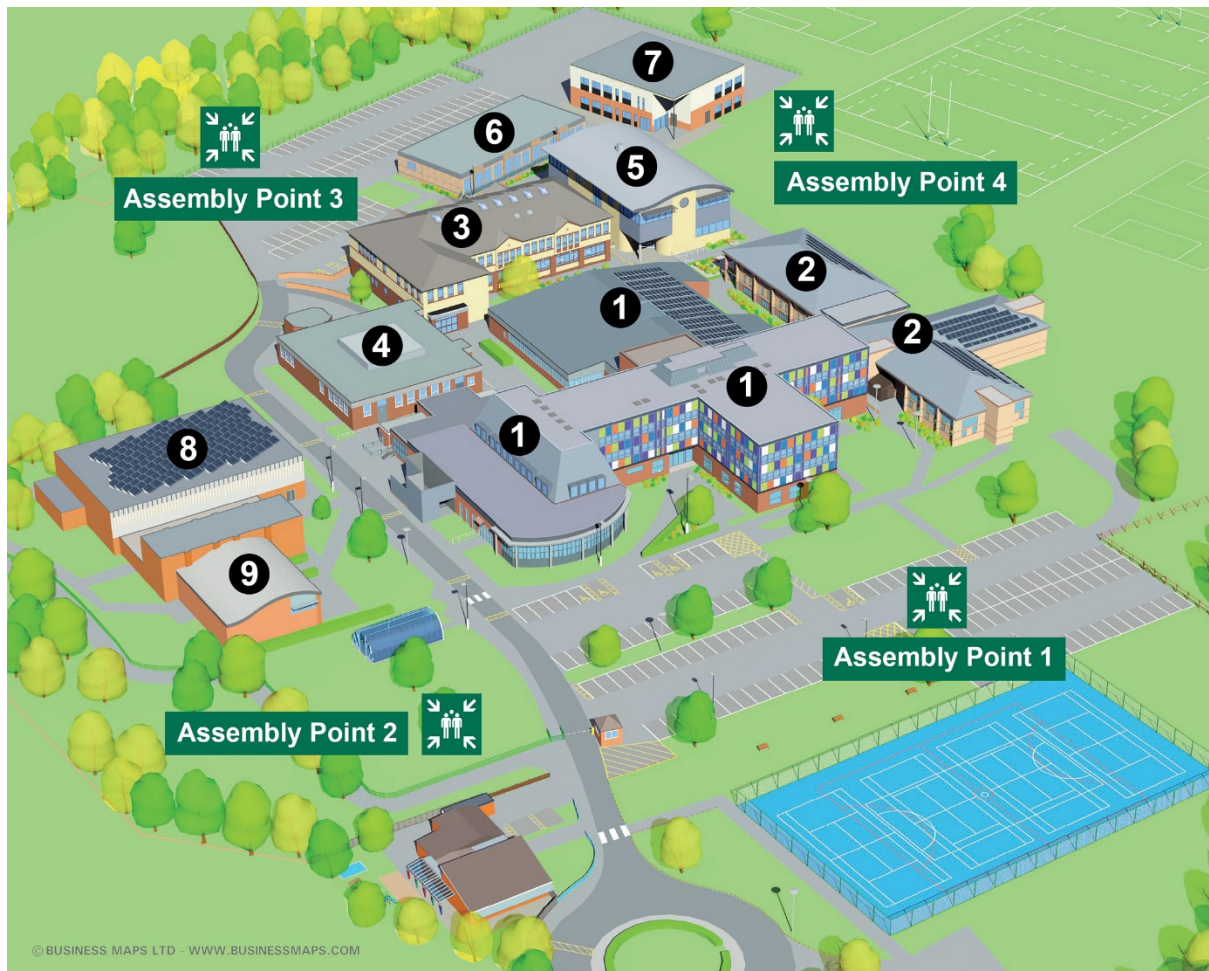 7
6
5
Assembly Point 3
Assembly Point 4
3
2
1
2
4
1
1
8
9
Assembly Point 1
Assembly Point 2
© BUSINESS MAPS LTD - WWW.BUSINESSMAPS.COM